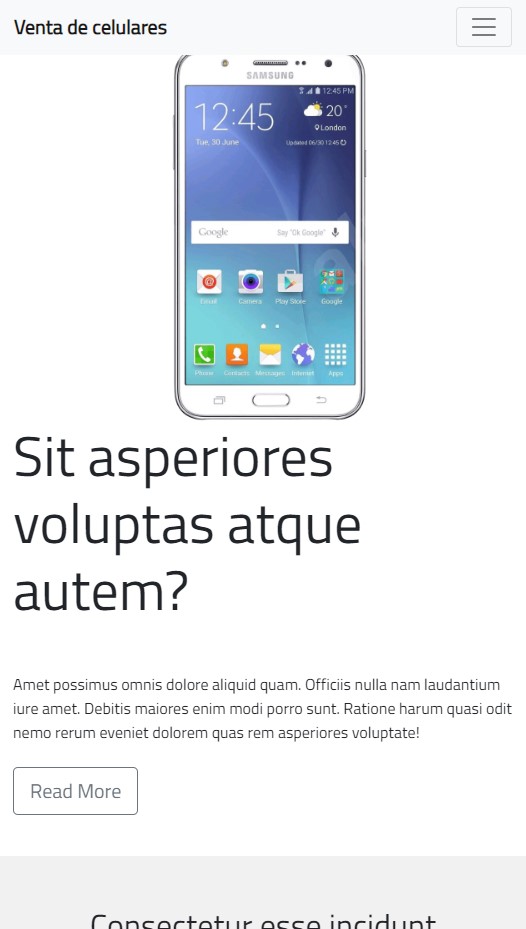 Venta de celulares
SAMSUNG
12:45 PM
12:45
20°
London
Tue, 30 June
Updated 06/30 12:45
Google
Say "Ok Google"
Email Camera Play Store Google
Phone Contacts Messages Internet Apps
Sit asperiores
voluptas atque
autem?
Amet possimus omnis dolore aliquid quam. Officiis nulla nam laudantium
iure amet. Debitis maiores enim modi porro sunt. Ratione harum quasi odit
nemo rerum eveniet dolorem quas rem asperiores voluptate!
Read More
Consectetur esse incidunt